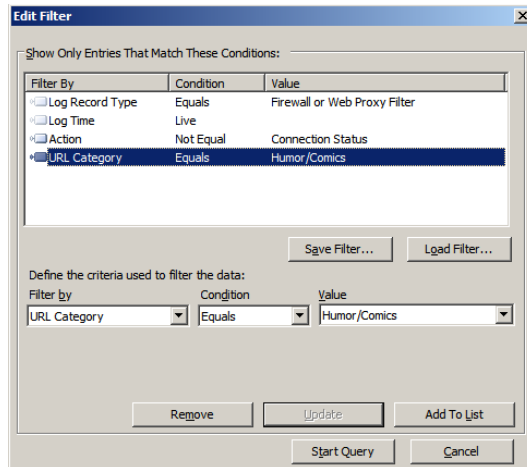 Edit Filter
Show Only Entries That Match These Conditions:
Filter By Condition Value
Log Record Type Equals Firewall or Web Proxy Filter
Log Time Live
Action Not Equal Connection Status
URL Category Equals Humor/Comics
Save Filter... Load Filter...
Define the criteria used to filter the data:
Filter by Condition Value
URL Category Equals Humor/Comics
Remove Update Add To List
Start Query Cancel